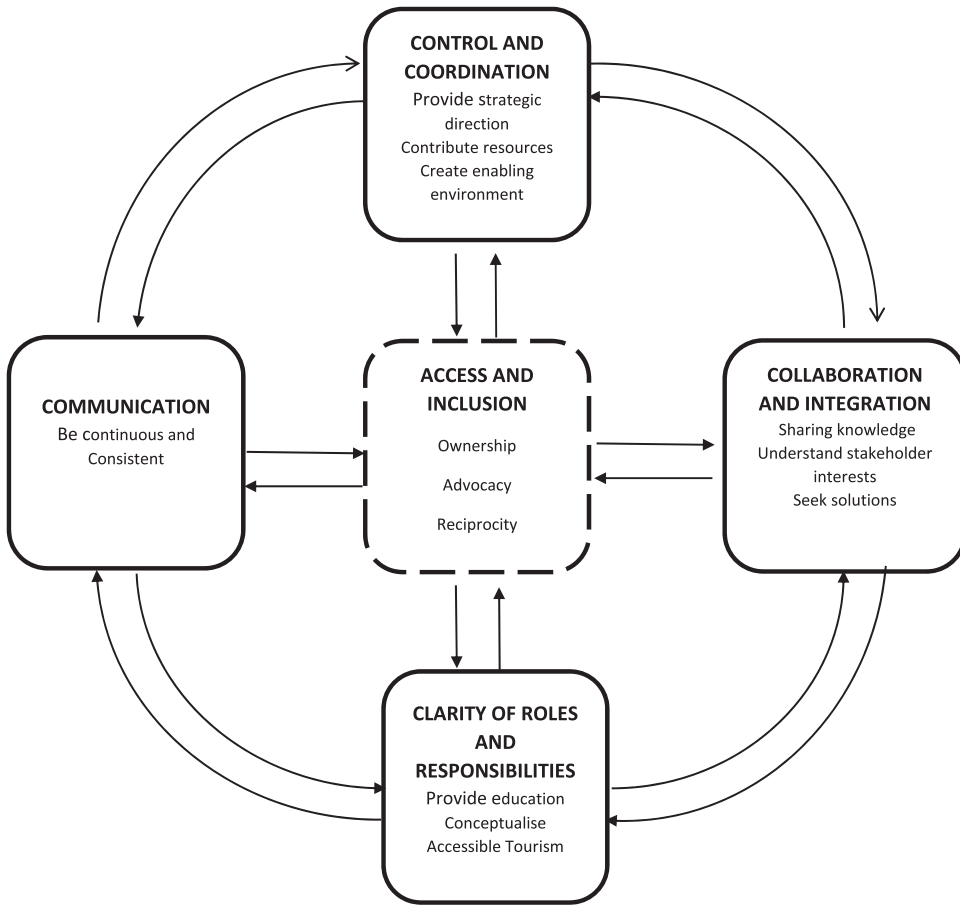 CONTROL AND
COORDINATION
Provide strategic
direction
Contribute resources
Create enabling
environment
COMMUNICATION
Be continuous and
Consistent
ACCESS AND
INCLUSION
Ownership
Advocacy
Reciprocity
COLLABORATION
AND INTEGRATION
Sharing knowledge
Understand stakeholder
interests
Seek solutions
CLARITY OF ROLES
AND
RESPONSIBILITIES
Provide education
Conceptualise
Accessible Tourism